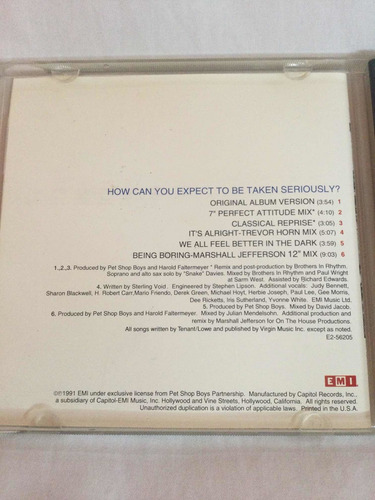 HOW CAN YOU EXPECT TO BE TAKEN SERIOUSLY?
ORIGINAL ALBUM VERSION (3:54) 1
7" PERFECT ATTITUDE MIX* (4:10) 2
CLASSICAL REPRISE* (3:05) 3
IT'S ALRIGHT-TREVOR HORN MIX (5:07) 4
WE ALL FEEL BETTER IN THE DARK (3:59) 5
BEING BORING-MARSHALL JEFFERSON 12" MIX (9:03) 6
1.,2.,3. Produced by Pet Shop Boys and Harold Faltermeyer * Remix and post-production by Brothers In Rhythm.
Soprano and alto sax solo by "Snake" Davies. Mixed by Brothers In Rhythm and Paul Wright
at Sarm West. Assisted by Richard Edwards.
4. Written by Sterling Void. Engineered by Stephen Lipson. Additional vocals: Judy Bennett,
Sharon Blackwell, H. Robert Carr, Mario Friendo, Derek Green, Michael Hoyt, Herbie Joseph, Paul Lee, Gee Morris,
Dee Ricketts, Iris Sutherland, Yvonne White. EMI Music Ltd.
5. Produced by Pet Shop Boys. Mixed by David Jacob.
6. Produced by Pet Shop Boys and Harold Faltermeyer. Mixed by Julian Mendelsohn. Additional production and
remix by Marshall Jefferson for On The House Productions.
All songs written by Tenant/Lowe and published by Virgin Music Inc. except as noted.
E2-56205
EMI
℗©1991 EMI under exclusive license from Pet Shop Boys Partnership. Manufactured by Capitol Records, Inc.,
a subsidiary of Capitol-EMI Music, Inc. Hollywood and Vine Streets, Hollywood, California. All rights reserved.
Unauthorized duplication is a violation of applicable laws. Printed in the U.S.A.